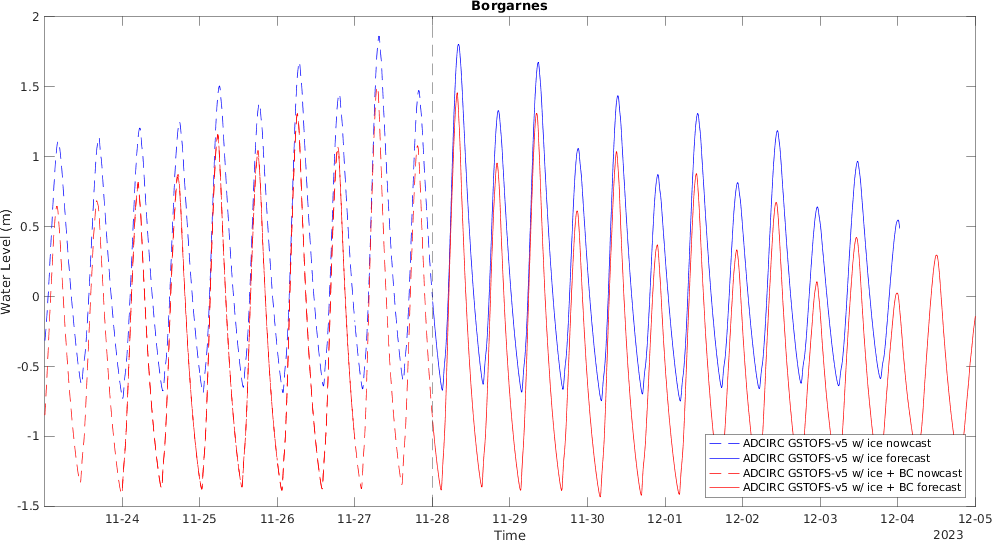 Borgarnes
Water Level (m)
2
1.5
1
0.5
0
-0.5
-1
-1.5
ADCIRC GSTOFS-v5 w/ ice nowcast
ADCIRC GSTOFS-v5 w/ ice forecast
ADCIRC GSTOFS-v5 w/ ice + BC nowcast
ADCIRC GSTOFS-v5 w/ ice + BC forecast
11-24 11-25 11-26 11-27 11-28 11-29 11-30 12-01 12-02 12-03 12-04 12-05
Time
2023